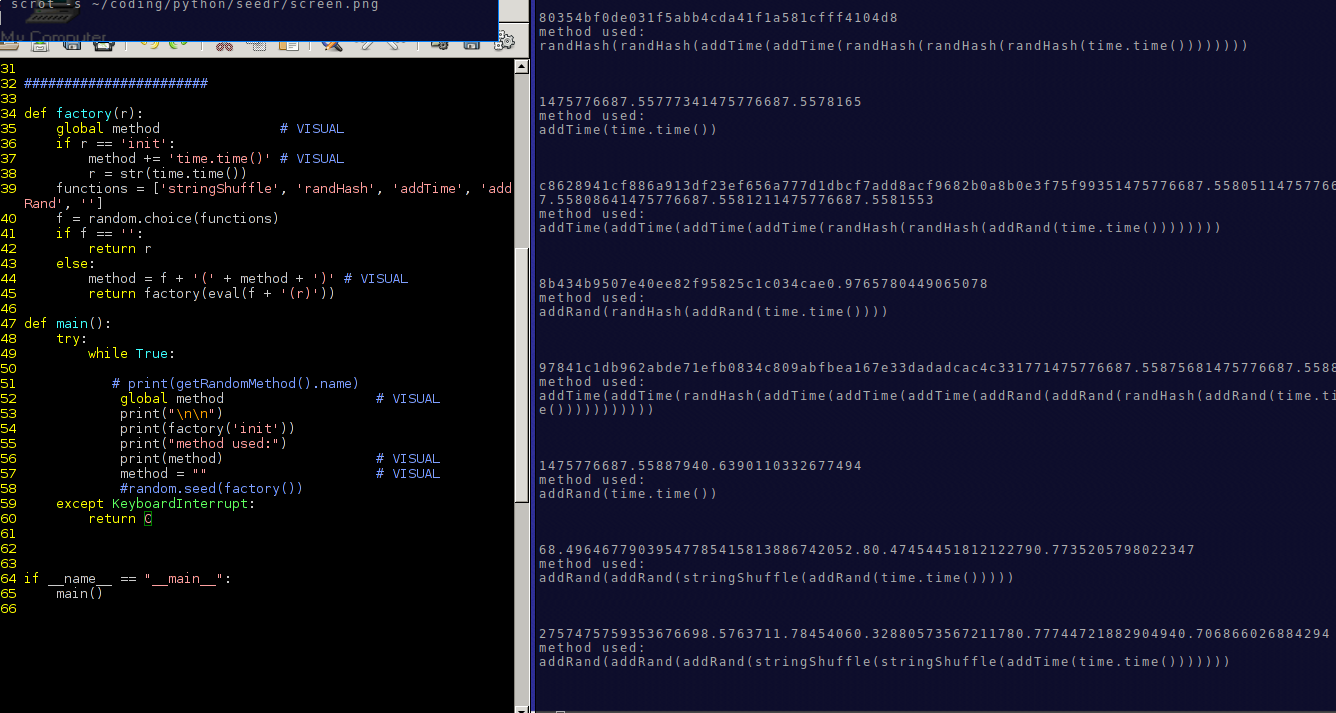 scrot -s ~/coding/python/seedr/screen.png
My Computer
31
32 #######################
33
34 def factory(r):
35     global method               # VISUAL
36     if r == 'init':
37         method += 'time.time()' # VISUAL
38         r = str(time.time())
39     functions = ['stringShuffle', 'randHash', 'addTime', 'add
Rand', '']
40     f = random.choice(functions)
41     if f == '':
42         return r
43     else:
44         method = f + '(' + method + ')' # VISUAL
45         return factory(eval(f + '(r)'))
46
47 def main():
48     try:
49         while True:
50
51            # print(getRandomMethod().name)
52             global method                   # VISUAL
53             print("\n\n")
54             print(factory('init'))
55             print("method used:")
56             print(method)                   # VISUAL
57             method = ""                     # VISUAL
58             #random.seed(factory())
59     except KeyboardInterrupt:
60         return 0
61
62
63
64 if __name__ == "__main__":
65     main()
66
80354bf0de031f5abb4cda41f1a581cfff4104d8
method used:
randHash(randHash(addTime(addTime(randHash(randHash(randHash(time.time()))))))))
1475776687.55777341475776687.5578165
method used:
addTime(time.time())
c8628941cf886a913df23ef656a777d1dbcf7add8acf9682b0a8b0e3f75f99351475776687.55805114757766
7.55808641475776687.5581211475776687.5581553
method used:
addTime(addTime(addTime(addTime(randHash(randHash(addRand(time.time()))))))))
8b434b9507e40ee82f95825c1c034cae0.9765780449065078
method used:
addRand(randHash(addRand(time.time())))
97841c1db962abde71efb0834c809abfbea167e33dadadcac4c331771475776687.55875681475776687.5588
method used:
addTime(addTime(randHash(addTime(addTime(addTime(addRand(addRand(randHash(addRand(time.ti
e()))))))))))
1475776687.55887940.6390110332677494
method used:
addRand(time.time())
68.496467790395477854158138867420​52.80.47454451812122790.7735205798022347
method used:
addRand(addRand(stringShuffle(addRand(time.time()))))
2757475759353676698.5763711.78454060.32880573567211780.77744721882904940.706866026884294
method used:
addRand(addRand(addRand(stringShuffle(stringShuffle(addTime(time.time()))))))